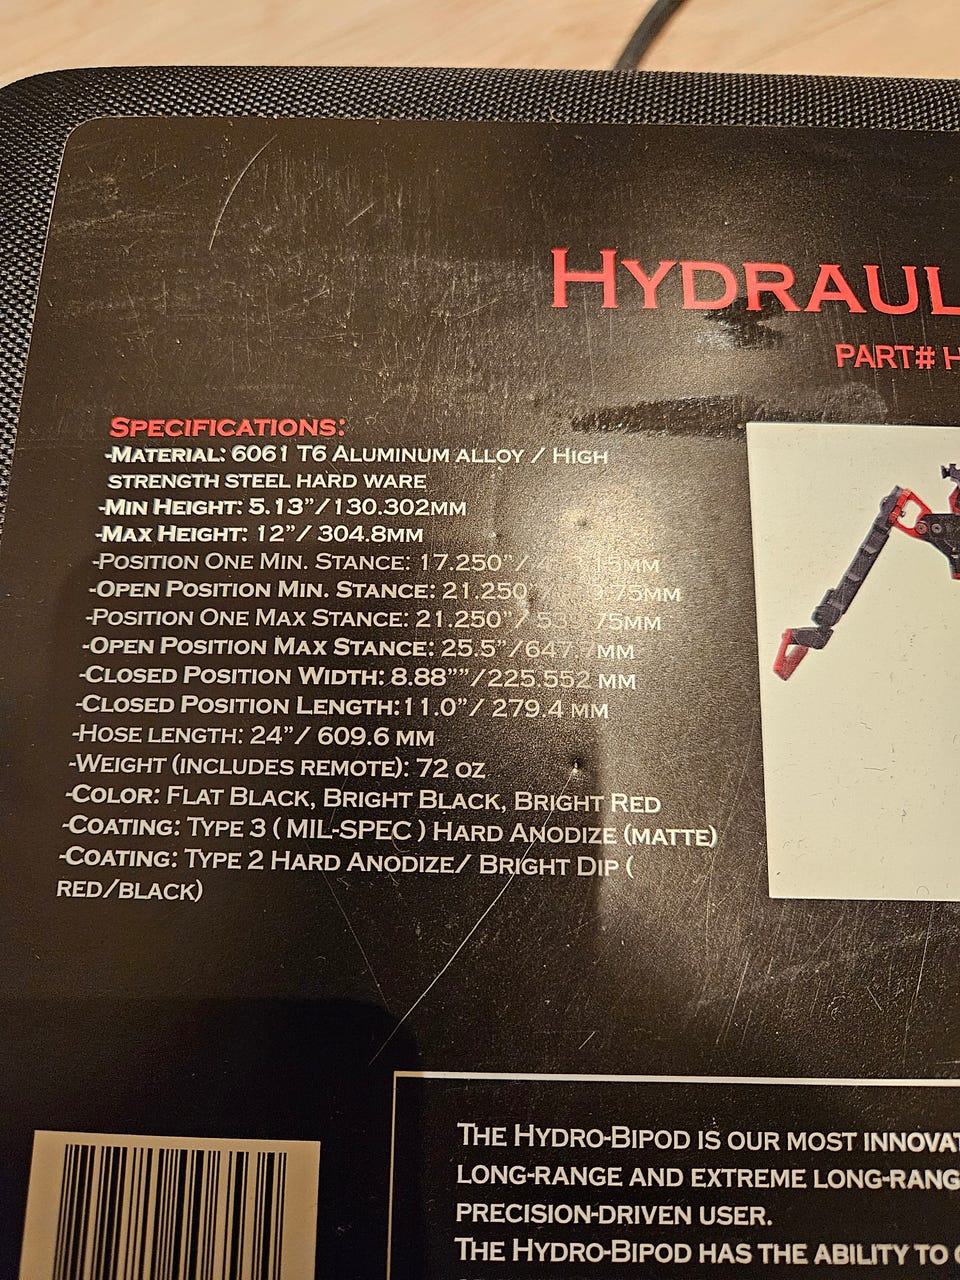 HYDRAUL
PART# H
SPECIFICATIONS:
-MATERIAL: 6061 T6 ALUMINUM ALLOY / HIGH
STRENGTH STEEL HARD WARE
-MIN HEIGHT: 5.13”/130.302MM
-MAX HEIGHT: 12”/ 304.8MM
-POSITION ONE MIN. STANCE: 17.250”/
-OPEN POSITION MIN. STANCE: 21.250
-POSITION ONE MAX STANCE: 21.250”/
-OPEN POSITION MAX STANCE: 25.5”/ MM
-CLOSED POSITION WIDTH: 8.88””/225.552 MM
-CLOSED POSITION LENGTH:11.0”/ 279.4 MM
-HOSE LENGTH: 24”/ 609.6 MM
-WEIGHT (INCLUDES REMOTE): 72 OZ
-COLOR: FLAT BLACK, BRIGHT BLACK, BRIGHT RED
-COATING: TYPE 3 ( MIL-SPEC ) HARD ANODIZE (MATTE)
-COATING: TYPE 2 HARD ANODIZE/ BRIGHT DIP (
RED/BLACK)
THE HYDRO-BIPOD IS OUR MOST INNOVAT
LONG-RANGE AND EXTREME LONG-RANG
PRECISION-DRIVEN USER.
THE HYDRO-BIPOD HAS THE ABILITY TO